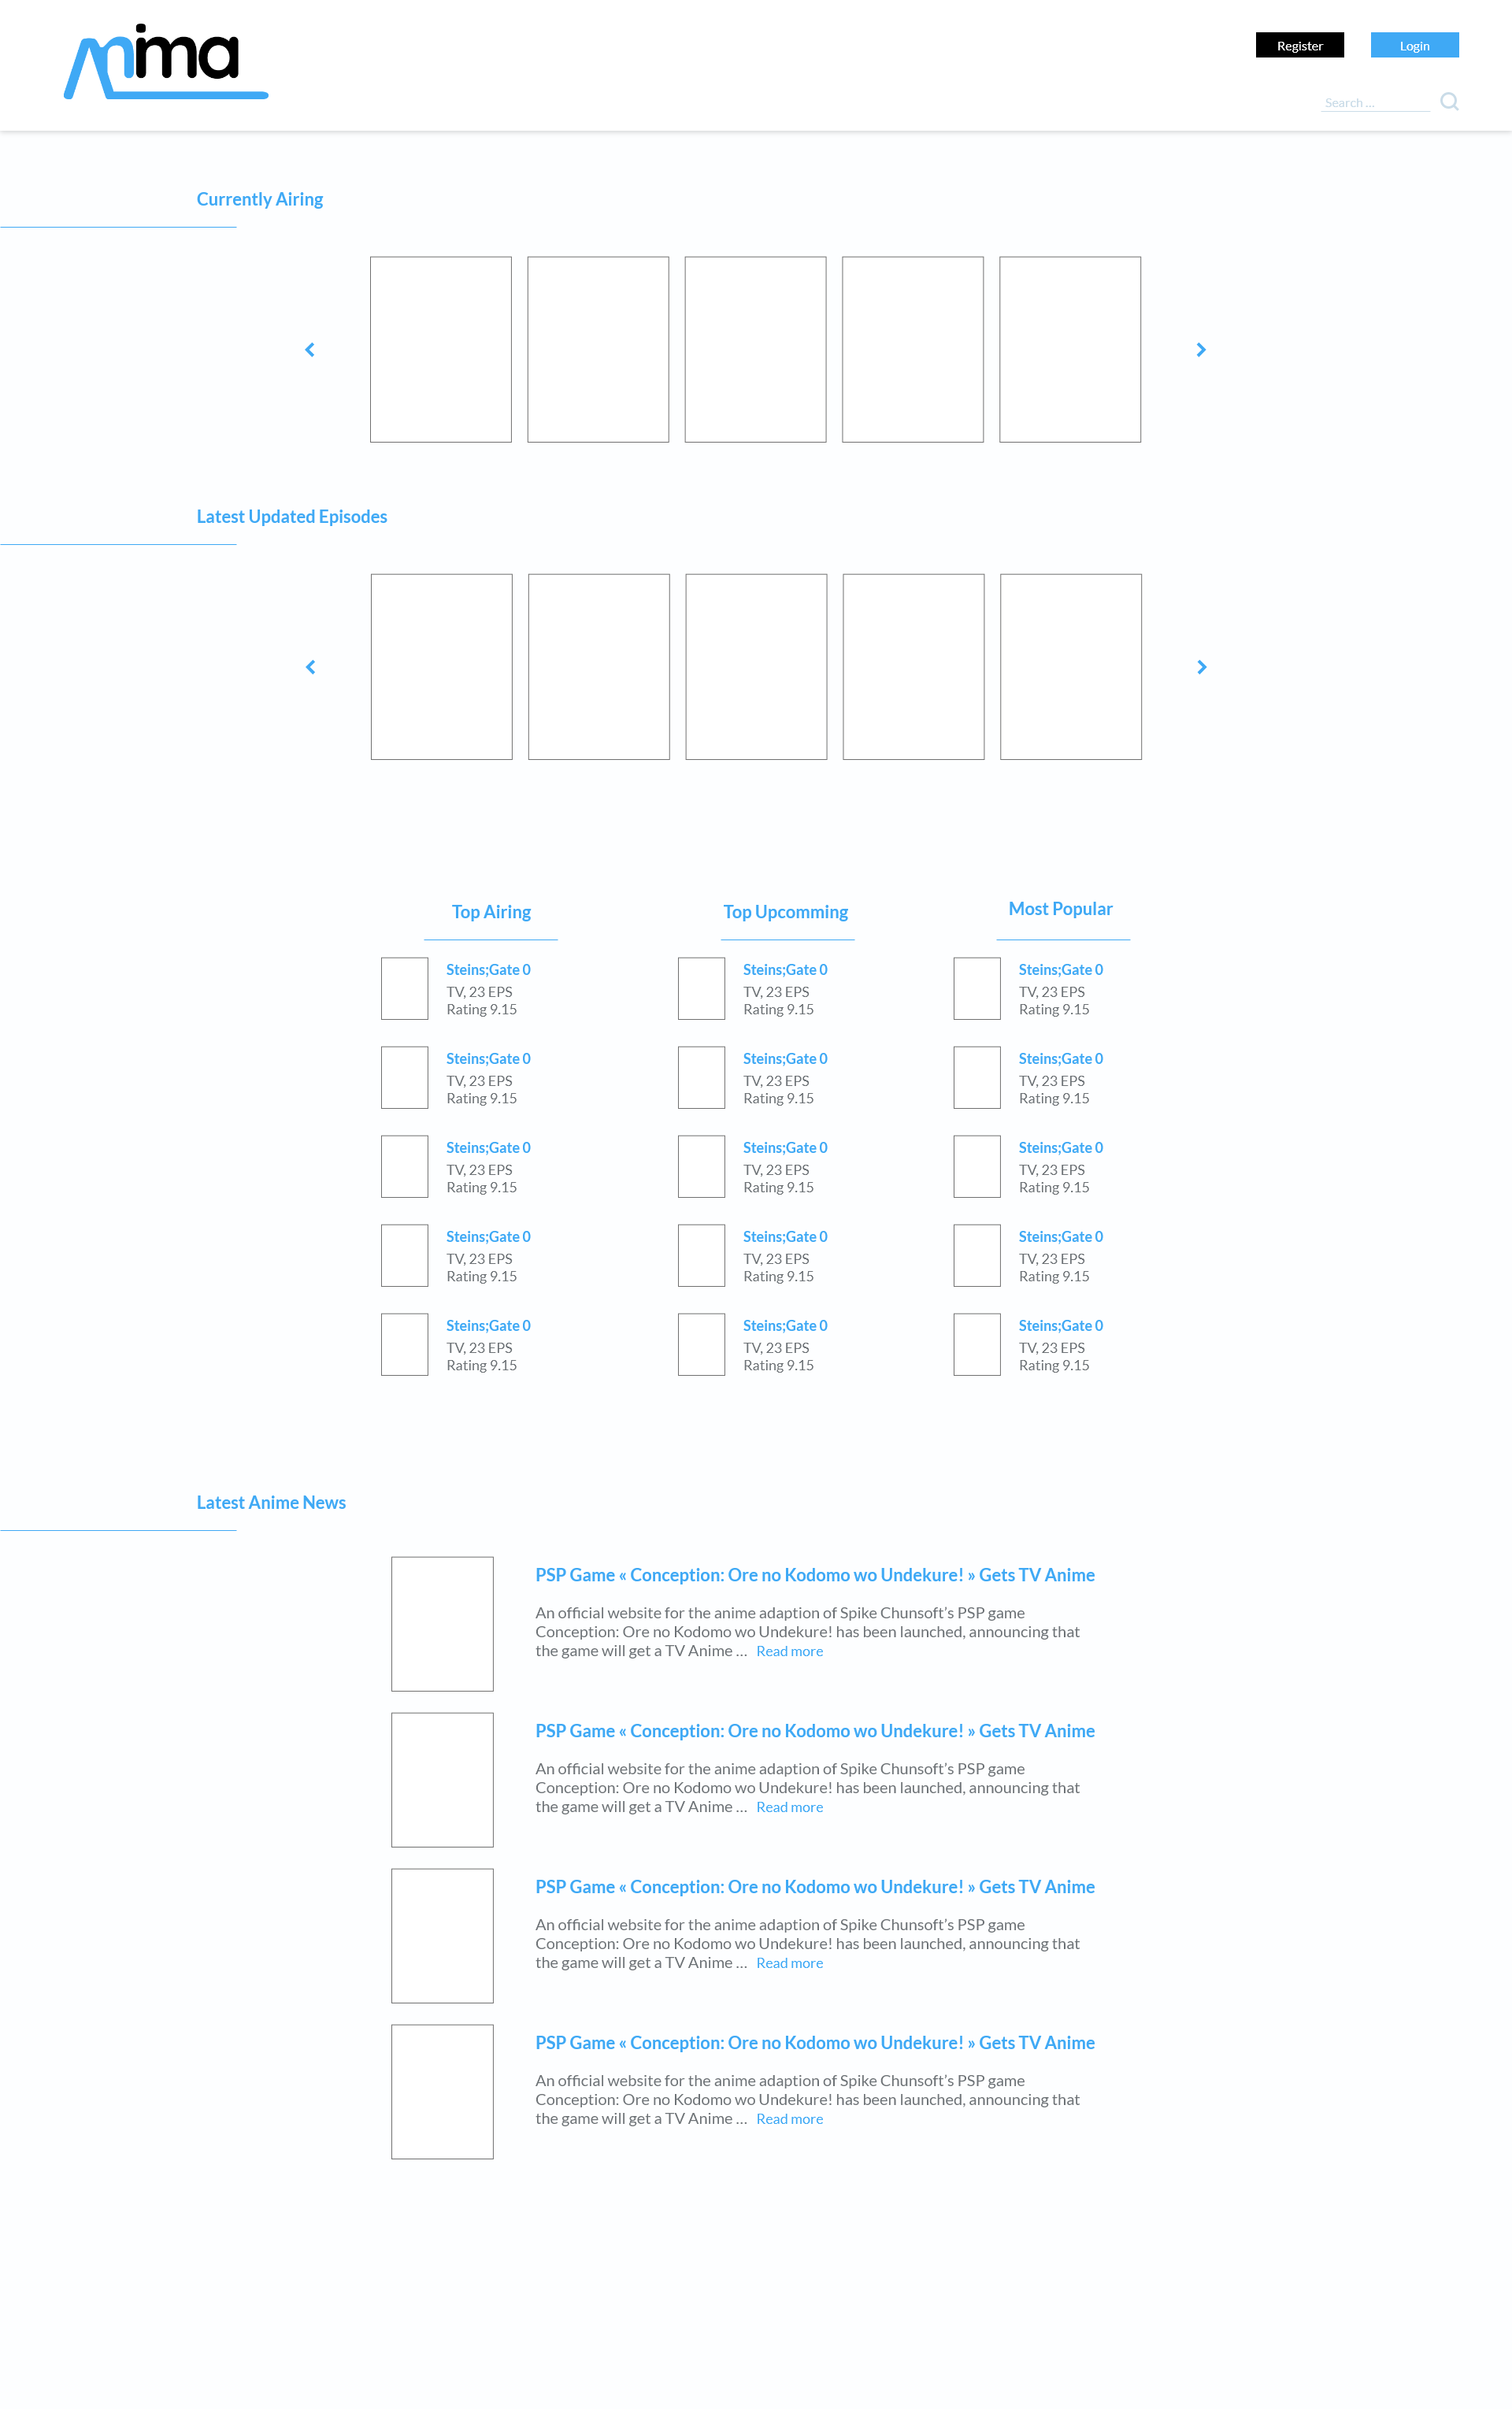 Anima
Register
Login
Search ...
Currently Airing
Latest Updated Episodes
Top Airing
Top Upcomming
Most Popular
Steins;Gate 0
TV, 23 EPS
Rating 9.15
Steins;Gate 0
TV, 23 EPS
Rating 9.15
Steins;Gate 0
TV, 23 EPS
Rating 9.15
Steins;Gate 0
TV, 23 EPS
Rating 9.15
Steins;Gate 0
TV, 23 EPS
Rating 9.15
Steins;Gate 0
TV, 23 EPS
Rating 9.15
Steins;Gate 0
TV, 23 EPS
Rating 9.15
Steins;Gate 0
TV, 23 EPS
Rating 9.15
Steins;Gate 0
TV, 23 EPS
Rating 9.15
Steins;Gate 0
TV, 23 EPS
Rating 9.15
Steins;Gate 0
TV, 23 EPS
Rating 9.15
Steins;Gate 0
TV, 23 EPS
Rating 9.15
Steins;Gate 0
TV, 23 EPS
Rating 9.15
Steins;Gate 0
TV, 23 EPS
Rating 9.15
Steins;Gate 0
TV, 23 EPS
Rating 9.15
Latest Anime News
PSP Game « Conception: Ore no Kodomo wo Undekure! » Gets TV Anime
An official website for the anime adaption of Spike Chunsoft’s PSP game
Conception: Ore no Kodomo wo Undekure! has been launched, announcing that
the game will get a TV Anime ... Read more
PSP Game « Conception: Ore no Kodomo wo Undekure! » Gets TV Anime
An official website for the anime adaption of Spike Chunsoft’s PSP game
Conception: Ore no Kodomo wo Undekure! has been launched, announcing that
the game will get a TV Anime ... Read more
PSP Game « Conception: Ore no Kodomo wo Undekure! » Gets TV Anime
An official website for the anime adaption of Spike Chunsoft’s PSP game
Conception: Ore no Kodomo wo Undekure! has been launched, announcing that
the game will get a TV Anime ... Read more
PSP Game « Conception: Ore no Kodomo wo Undekure! » Gets TV Anime
An official website for the anime adaption of Spike Chunsoft’s PSP game
Conception: Ore no Kodomo wo Undekure! has been launched, announcing that
the game will get a TV Anime ... Read more